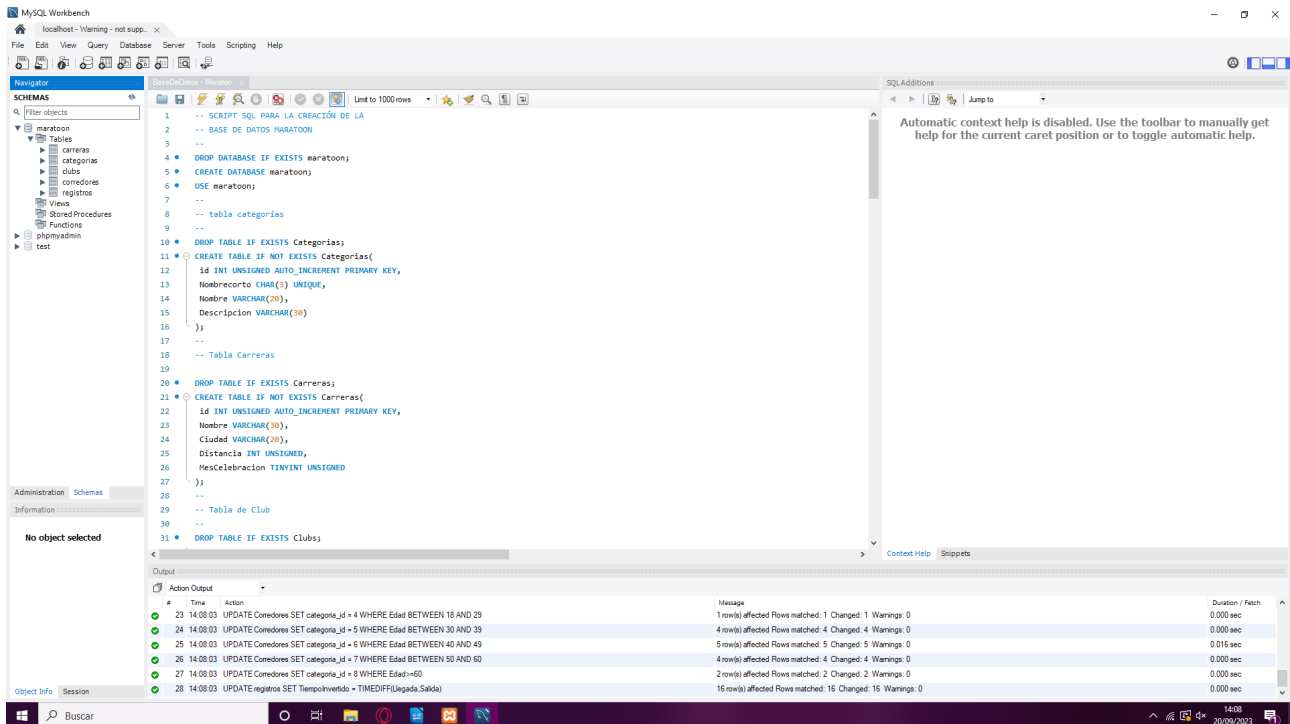 MySQL Workbench
localhost - Warning - not supp...
File Edit View Query Database Server Tools Scripting Help
Navigator
SCHEMAS
Filter objects
maratoon
Tables
carreras
categorias
clubs
corredores
registros
Views
Stored Procedures
Functions
phpmyadmin
test
Administration Schemas
Information
No object selected
Object Info Session
BaseDeDatos - Maraton
Limit to 1000 rows
1 -- SCRIPT SQL PARA LA CREACIÓN DE LA
2 -- BASE DE DATOS MARATOON
3 --
4 DROP DATABASE IF EXISTS maratoon;
5 CREATE DATABASE maratoon;
6 USE maratoon;
7 --
8 -- tabla categorías
9 --
10 DROP TABLE IF EXISTS Categorias;
11 CREATE TABLE IF NOT EXISTS Categorias(
12 id INT UNSIGNED AUTO_INCREMENT PRIMARY KEY,
13 Nombrecorto CHAR(3) UNIQUE,
14 Nombre VARCHAR(20),
15 Descripcion VARCHAR(30)
16 );
17 --
18 -- Tabla Carreras
19
20 DROP TABLE IF EXISTS Carreras;
21 CREATE TABLE IF NOT EXISTS Carreras(
22 id INT UNSIGNED AUTO_INCREMENT PRIMARY KEY,
23 Nombre VARCHAR(30),
24 Ciudad VARCHAR(20),
25 Distancia INT UNSIGNED,
26 MesCelebracion TINYINT UNSIGNED
27 );
28 --
29 -- Tabla de Club
30 --
31 DROP TABLE IF EXISTS Clubs;
SQLAdditions
Jump to
Automatic context help is disabled. Use the toolbar to manually get
help for the current caret position or to toggle automatic help.
Context Help Snippets
Output
Action Output
# Time Action Message Duration / Fetch
23 14:08:03 UPDATE Corredores SET categoria_id = 4 WHERE Edad BETWEEN 18 AND 29 1 row(s) affected Rows matched: 1 Changed: 1 Warnings: 0 0.000 sec
24 14:08:03 UPDATE Corredores SET categoria_id = 5 WHERE Edad BETWEEN 30 AND 39 4 row(s) affected Rows matched: 4 Changed: 4 Warnings: 0 0.000 sec
25 14:08:03 UPDATE Corredores SET categoria_id = 6 WHERE Edad BETWEEN 40 AND 49 5 row(s) affected Rows matched: 5 Changed: 5 Warnings: 0 0.016 sec
26 14:08:03 UPDATE Corredores SET categoria_id = 7 WHERE Edad BETWEEN 50 AND 60 4 row(s) affected Rows matched: 4 Changed: 4 Warnings: 0 0.000 sec
27 14:08:03 UPDATE Corredores SET categoria_id = 8 WHERE Edad>=60 2 row(s) affected Rows matched: 2 Changed: 2 Warnings: 0 0.000 sec
28 14:08:03 UPDATE registros SET TiempoInvertido = TIMEDIFF(Llegada,Salida) 16 row(s) affected Rows matched: 16 Changed: 16 Warnings: 0 0.000 sec
Buscar
14:08
20/09/2023